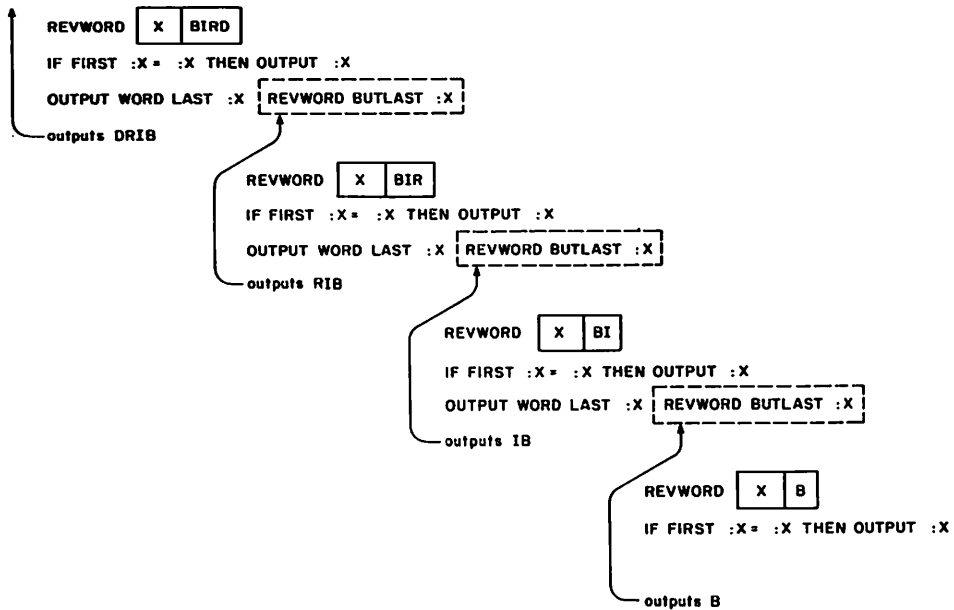 REVWORD X BIRD
IF FIRST :X = :X THEN OUTPUT :X
OUTPUT WORD LAST :X REVWORD BUTLAST :X
outputs DRIB
REVWORD X BIR
IF FIRST :X = :X THEN OUTPUT :X
OUTPUT WORD LAST :X REVWORD BUTLAST :X
outputs RIB
REVWORD X BI
IF FIRST :X = :X THEN OUTPUT :X
OUTPUT WORD LAST :X REVWORD BUTLAST :X
outputs IB
REVWORD X B
IF FIRST :X = :X THEN OUTPUT :X
outputs B